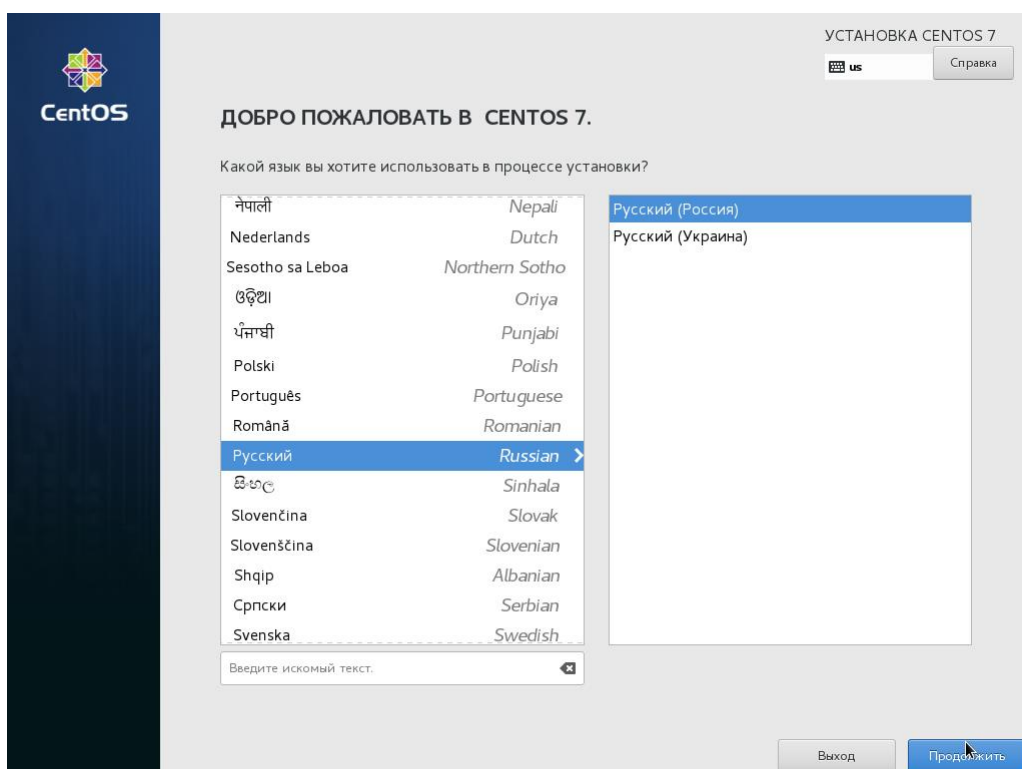 УСТАНОВКА CENTOS 7
us
Справка
CentOS
ДОБРО ПОЖАЛОВАТЬ В CENTOS 7.
Какой язык вы хотите использовать в процессе установки?
नेपाली Nepali
Nederlands Dutch
Sesotho sa Leboa Northern Sotho
ଓଡ଼ିଆ Oriya
ਪੰਜਾਬੀ Punjabi
Polski Polish
Português Portuguese
Română Romanian
Русский Russian
සිංහල Sinhala
Slovenčina Slovak
Slovenščina Slovenian
Shqip Albanian
Српски Serbian
Svenska Swedish
Русский (Россия)
Русский (Украина)
Введите искомый текст.
Выход
Продолжить